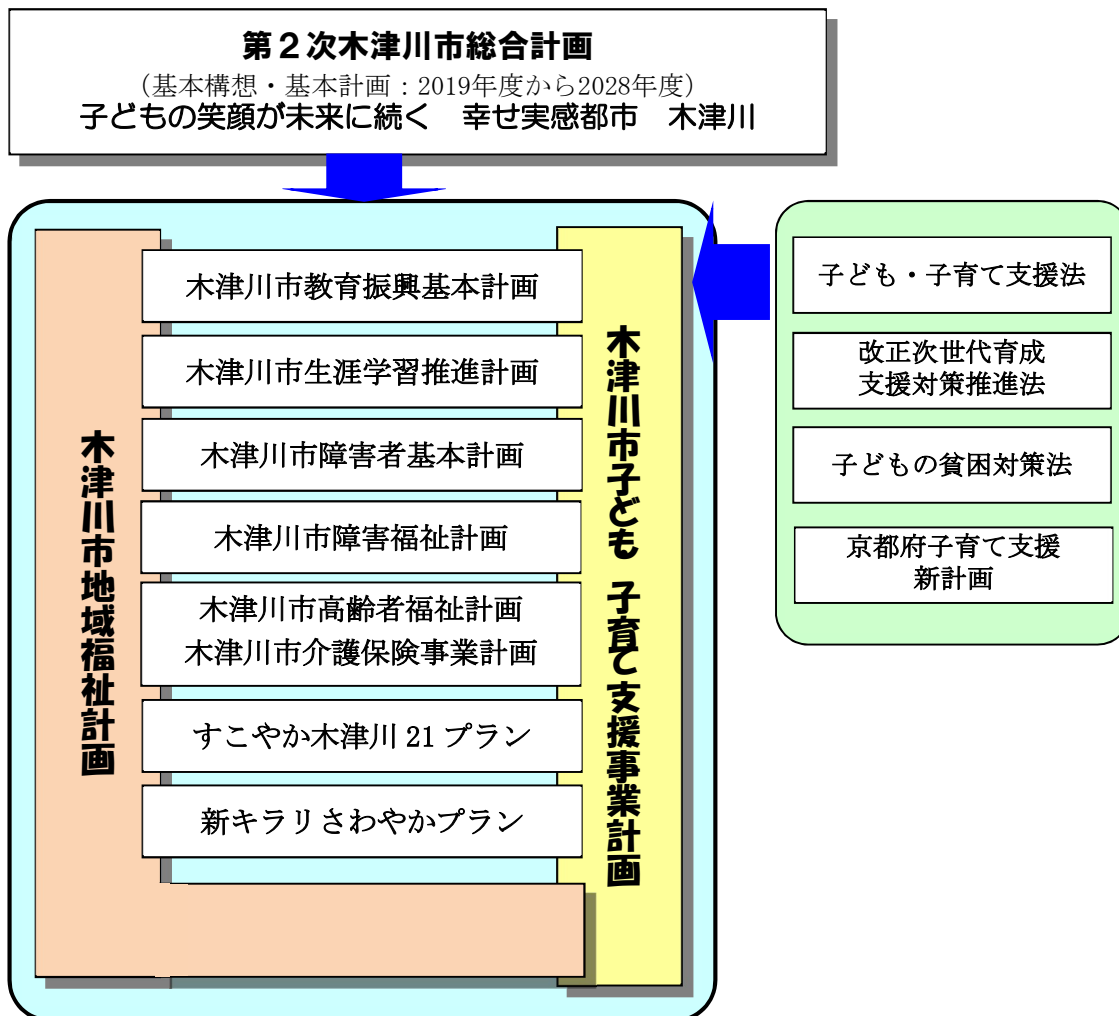 第２次木津川市総合計画
（基本構想・基本計画：2019年度から2028年度）
子どもの笑顔が未来に続く　幸せ実感都市　木津川
木津川市地域福祉計画
木津川市教育振興基本計画
木津川市生涯学習推進計画
木津川市障害者基本計画
木津川市障害福祉計画
木津川市高齢者福祉計画
木津川市介護保険事業計画
すこやか木津川 21 プラン
新キラリさわやかプラン
木津川市子ども 子育て支援事業計画
子ども・子育て支援法
改正次世代育成
支援対策推進法
子どもの貧困対策法
京都府子育て支援
新計画